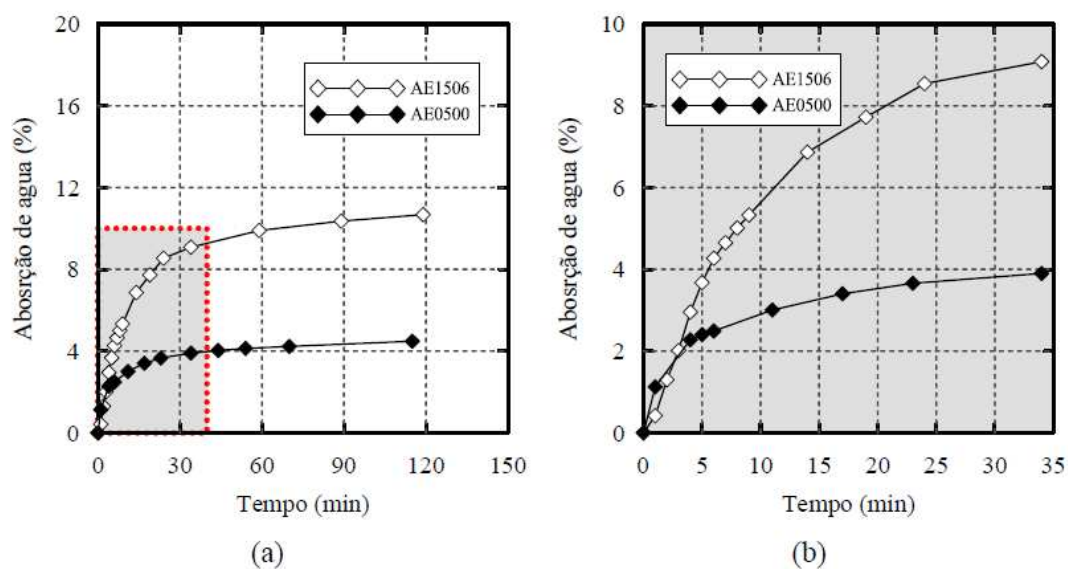 20
16
12
8
4
0
Abosrção de agua (%)
AE1506
AE0500
0 30 60 90 120 150
Tempo (min)
(a)
10
8
6
4
2
0
Abosrção de agua (%)
AE1506
AE0500
0 5 10 15 20 25 30 35
Tempo (min)
(b)